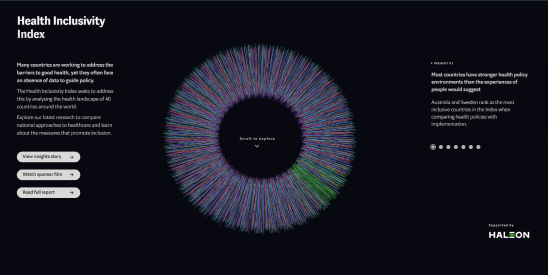 Health Inclusivity
Index
Many countries are working to address the
barriers to good health, yet they often face
an absence of data to guide policy.
The Health Inclusivity Index seeks to address
this by analysing the health landscape of 40
countries around the world.
Explore our latest research to compare
national approaches to healthcare and learn
about the measures that promote inclusion.
View insights story →
Watch sponsor film →
Read full report →
Scroll to explore
INSIGHT 01
Most countries have stronger health policy
environments then the experiences of
people would suggest
Australia and Sweden rank as the most
inclusive countries in the Index when
comparing health policies with
implementation.
Supported by
HALEON